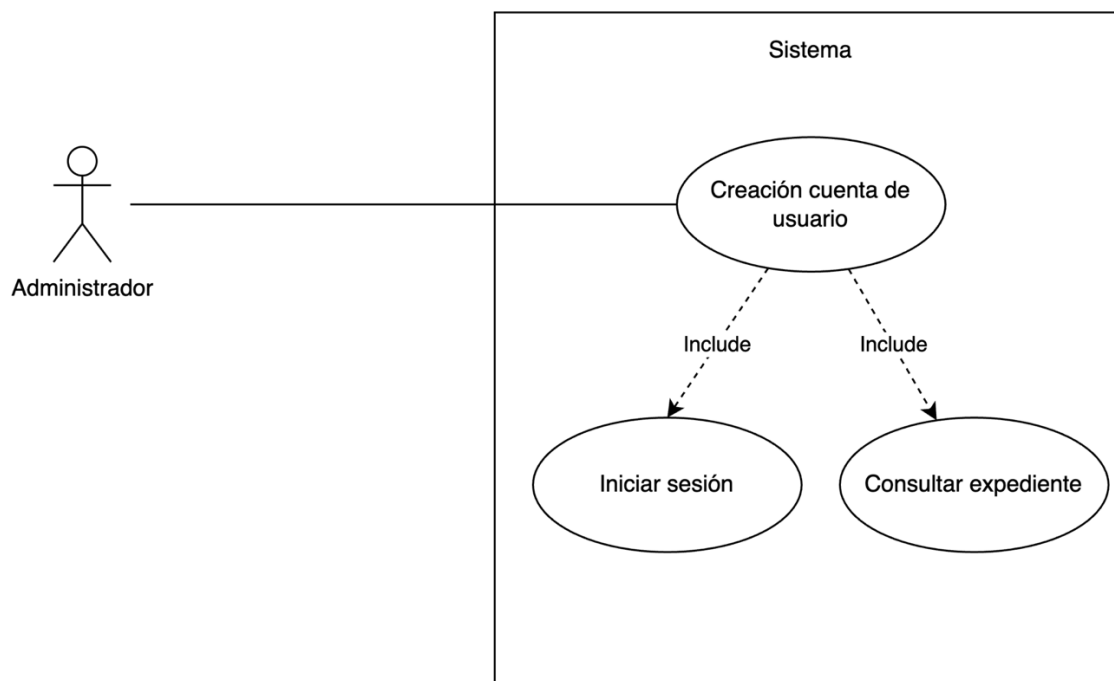 Sistema
Creación cuenta de
usuario
Administrador
Include
Include
Iniciar sesión
Consultar expediente